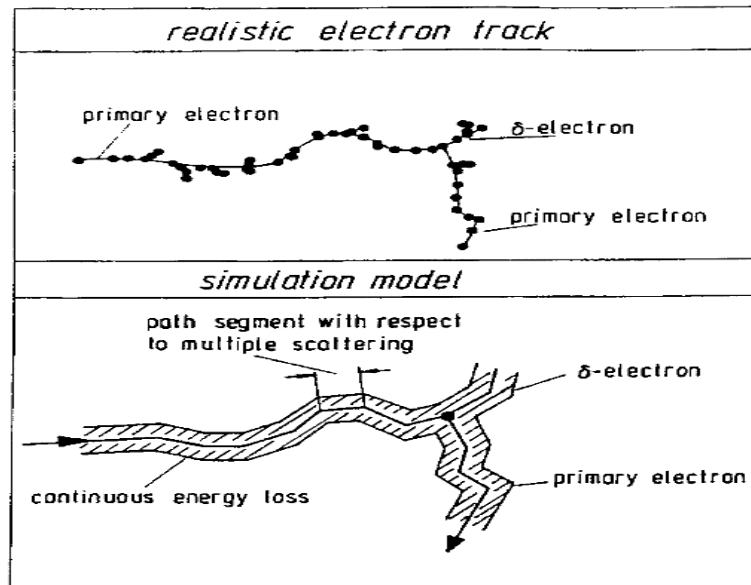 realistic electron track
primary electron
δ-electron
primary electron
simulation model
path segment with respect
to multiple scattering
δ-electron
primary electron
continuous energy loss